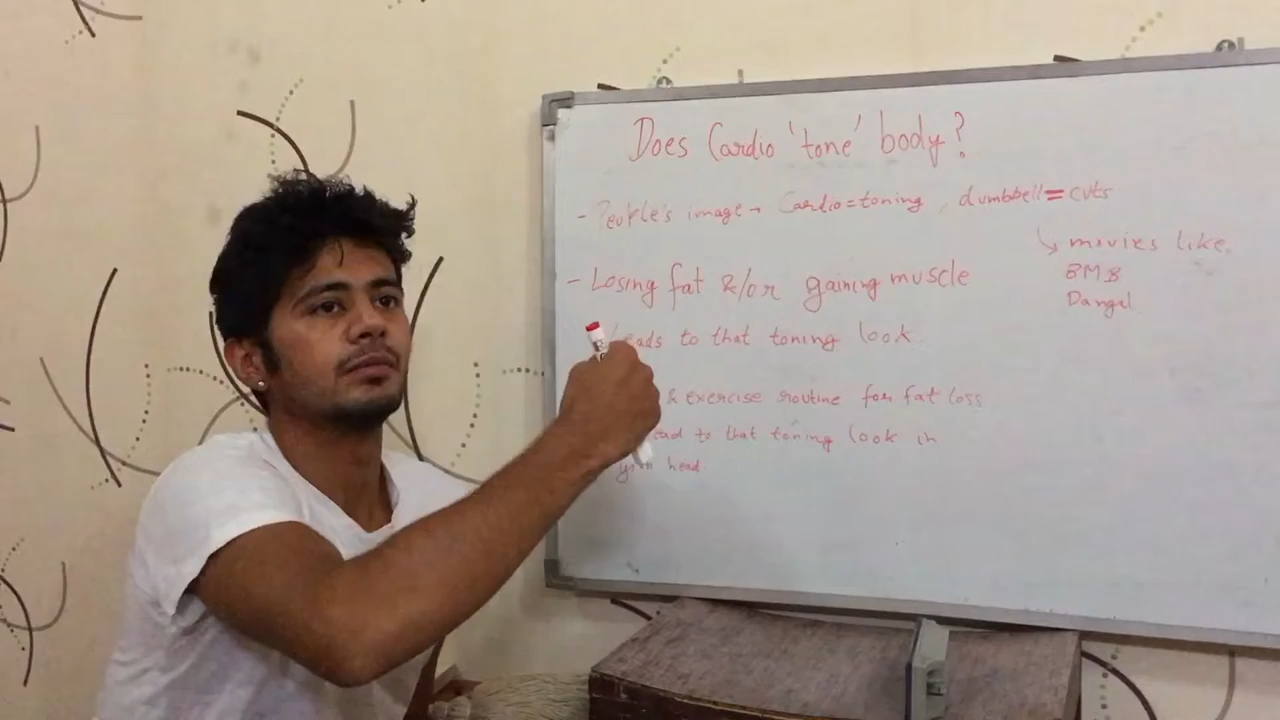 Does Cardio 'tone' body?
- People's image → Cardio=toning, dumbbell=cuts
↳ movies like
BMB
Dangal
- Losing fat &/or gaining muscle
leads to that toning look.
& exercise routine for fat loss
lead to that toning look in
your head